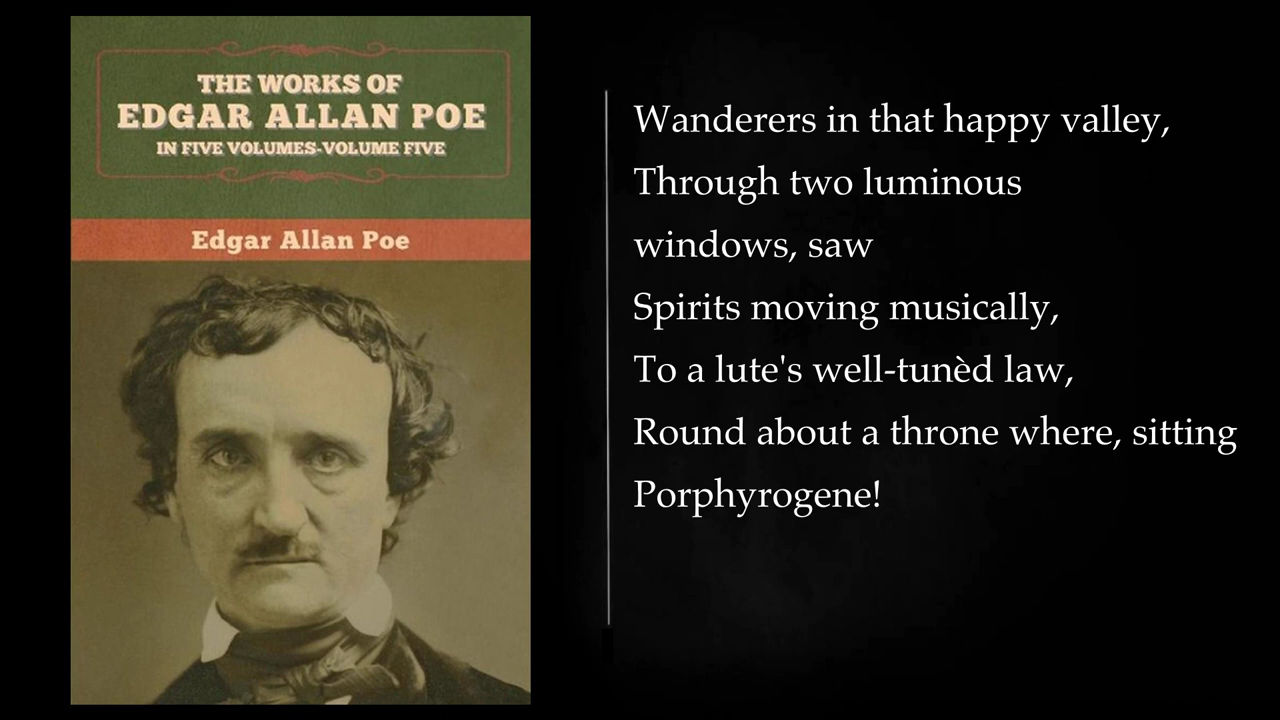 THE WORKS OF
EDGAR ALLAN POE
IN FIVE VOLUMES-VOLUME FIVE
Edgar Allan Poe
Wanderers in that happy valley,
Through two luminous
windows, saw
Spirits moving musically,
To a lute's well-tunèd law,
Round about a throne where, sitting
Porphyrogene!